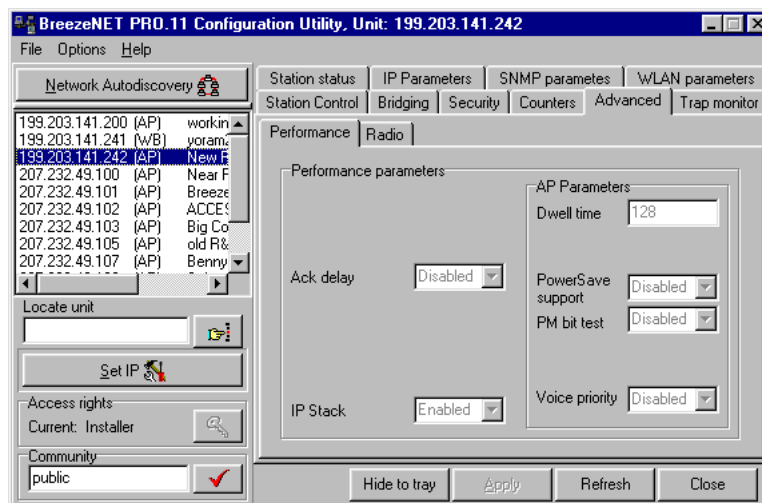 BreezeNET PRO.11 Configuration Utility, Unit: 199.203.141.242
File Options Help
Network Autodiscovery
199.203.141.200 (AP) workin
199.203.141.241 (WB) yoram
199.203.141.242 (AP) New
207.232.49.100 (AP) Near F
207.232.49.101 (AP) Breeze
207.232.49.102 (AP) ACCES
207.232.49.103 (AP) Big Co
207.232.49.105 (AP) old R&
207.232.49.107 (AP) Benny
Locate unit
Set IP
Access rights
Current: Installer
Community
public
Station status IP Parameters SNMP parametes WLAN parameters
Station Control Bridging Security Counters Advanced Trap monitor
Performance Radio
Performance parameters
Ack delay Disabled
IP Stack Enabled
AP Parameters
Dwell time 128
PowerSave support Disabled
PM bit test Disabled
Voice priority Disabled
Hide to tray Apply Refresh Close